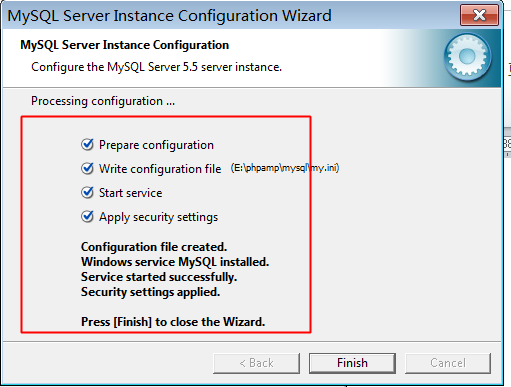 MySQL Server Instance Configuration Wizard
MySQL Server Instance Configuration
Configure the MySQL Server 5.5 server instance.
Processing configuration ...
Prepare configuration
Write configuration file (E:\phpamp\mysql\my.ini)
Start service
Apply security settings
Configuration file created.
Windows service MySQL installed.
Service started successfully.
Security settings applied.
Press [Finish] to close the Wizard.
< Back Finish Cancel